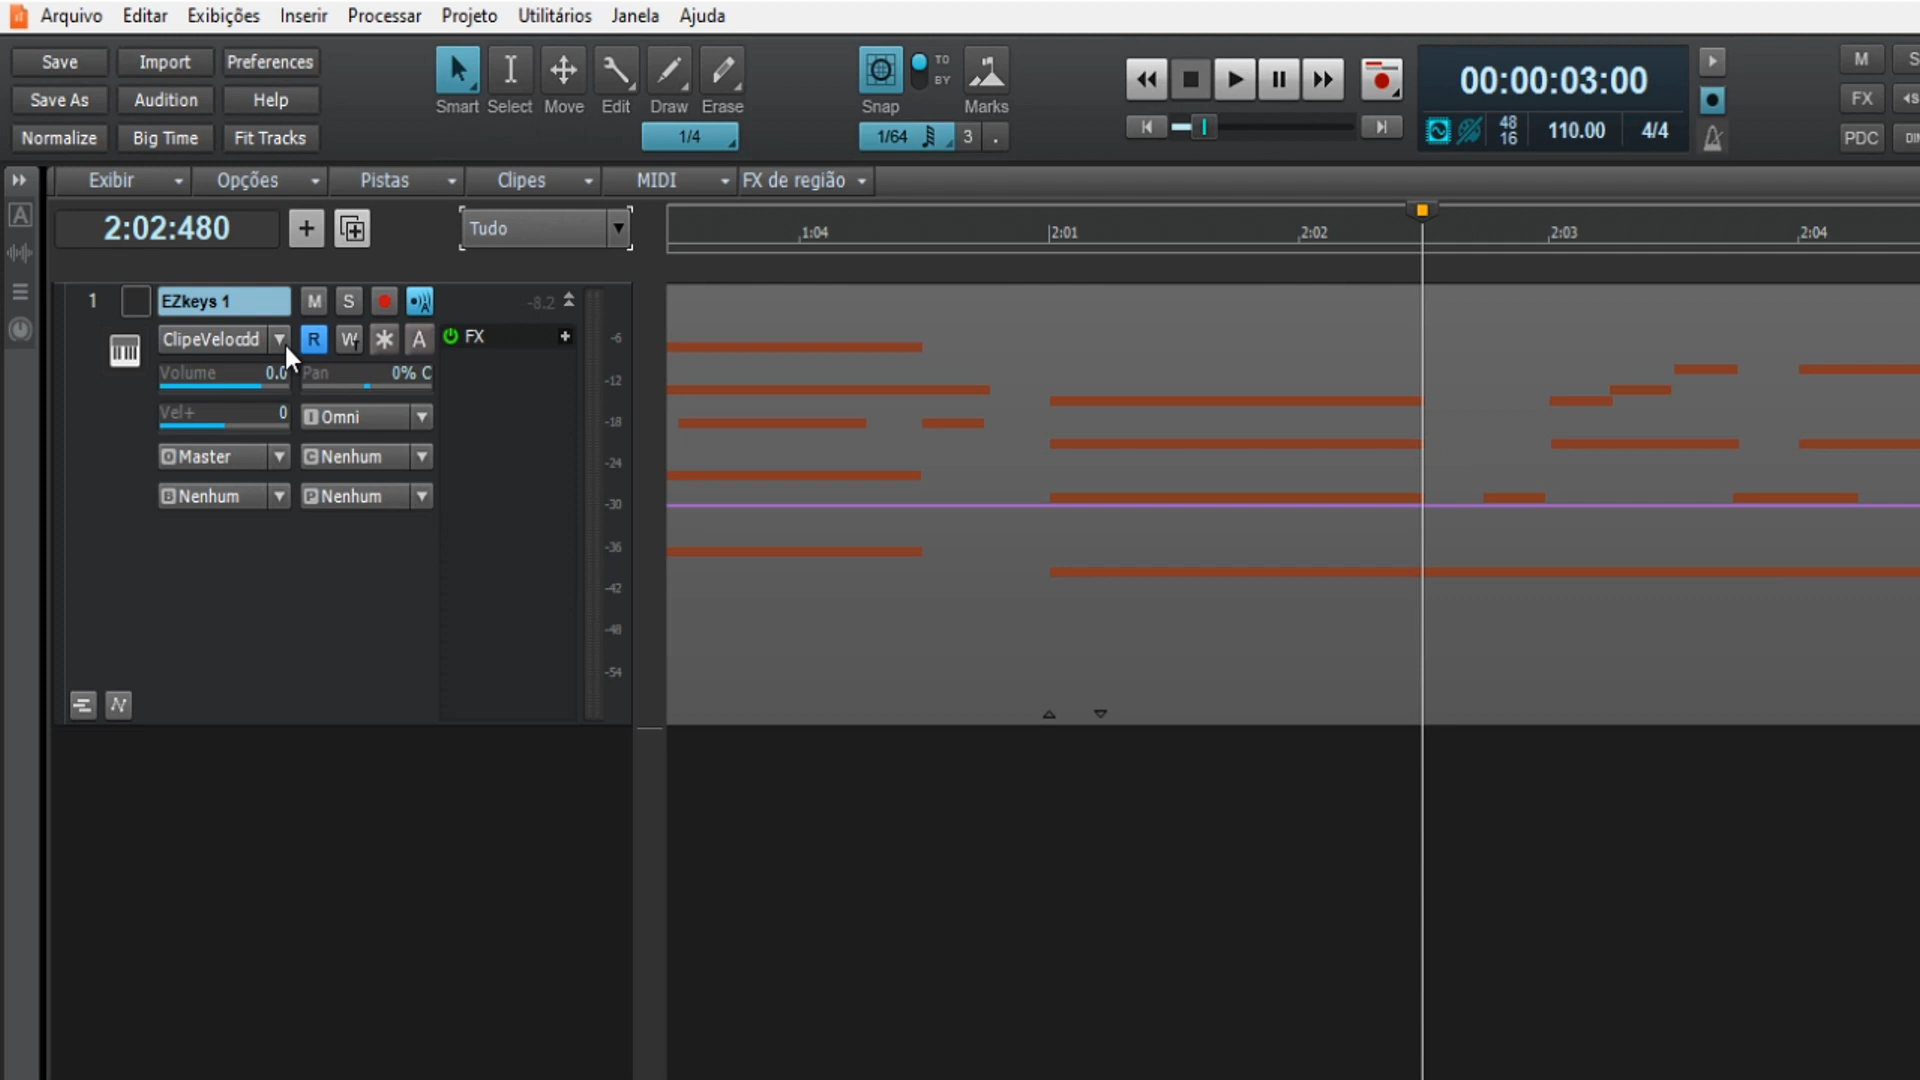 Arquivo Editar Exibições Inserir Processar Projeto Utilitários Janela Ajuda
Save Import Preferences
Save As Audition Help
Normalize Big Time Fit Tracks
Smart Select Move Edit Draw Erase
1/4
TO
BY
Snap Marks
1/64 3 .
00:00:03:00
48
16
110.00 4/4
M S
FX
PDC
Exibir Opções Pistas Clipes MIDI FX de região
2:02:480 + Tudo
1:04 2:01 2:02 2:03 2:04
1 EZkeys 1 M S -8.2
R W * A FX +
Volume 0.0 Pan 0% C
Vel+ 0 I Omni
O Master C Nenhum
B Nenhum P Nenhum
-6
-12
-18
-24
-30
-36
-42
-48
-54
N
A